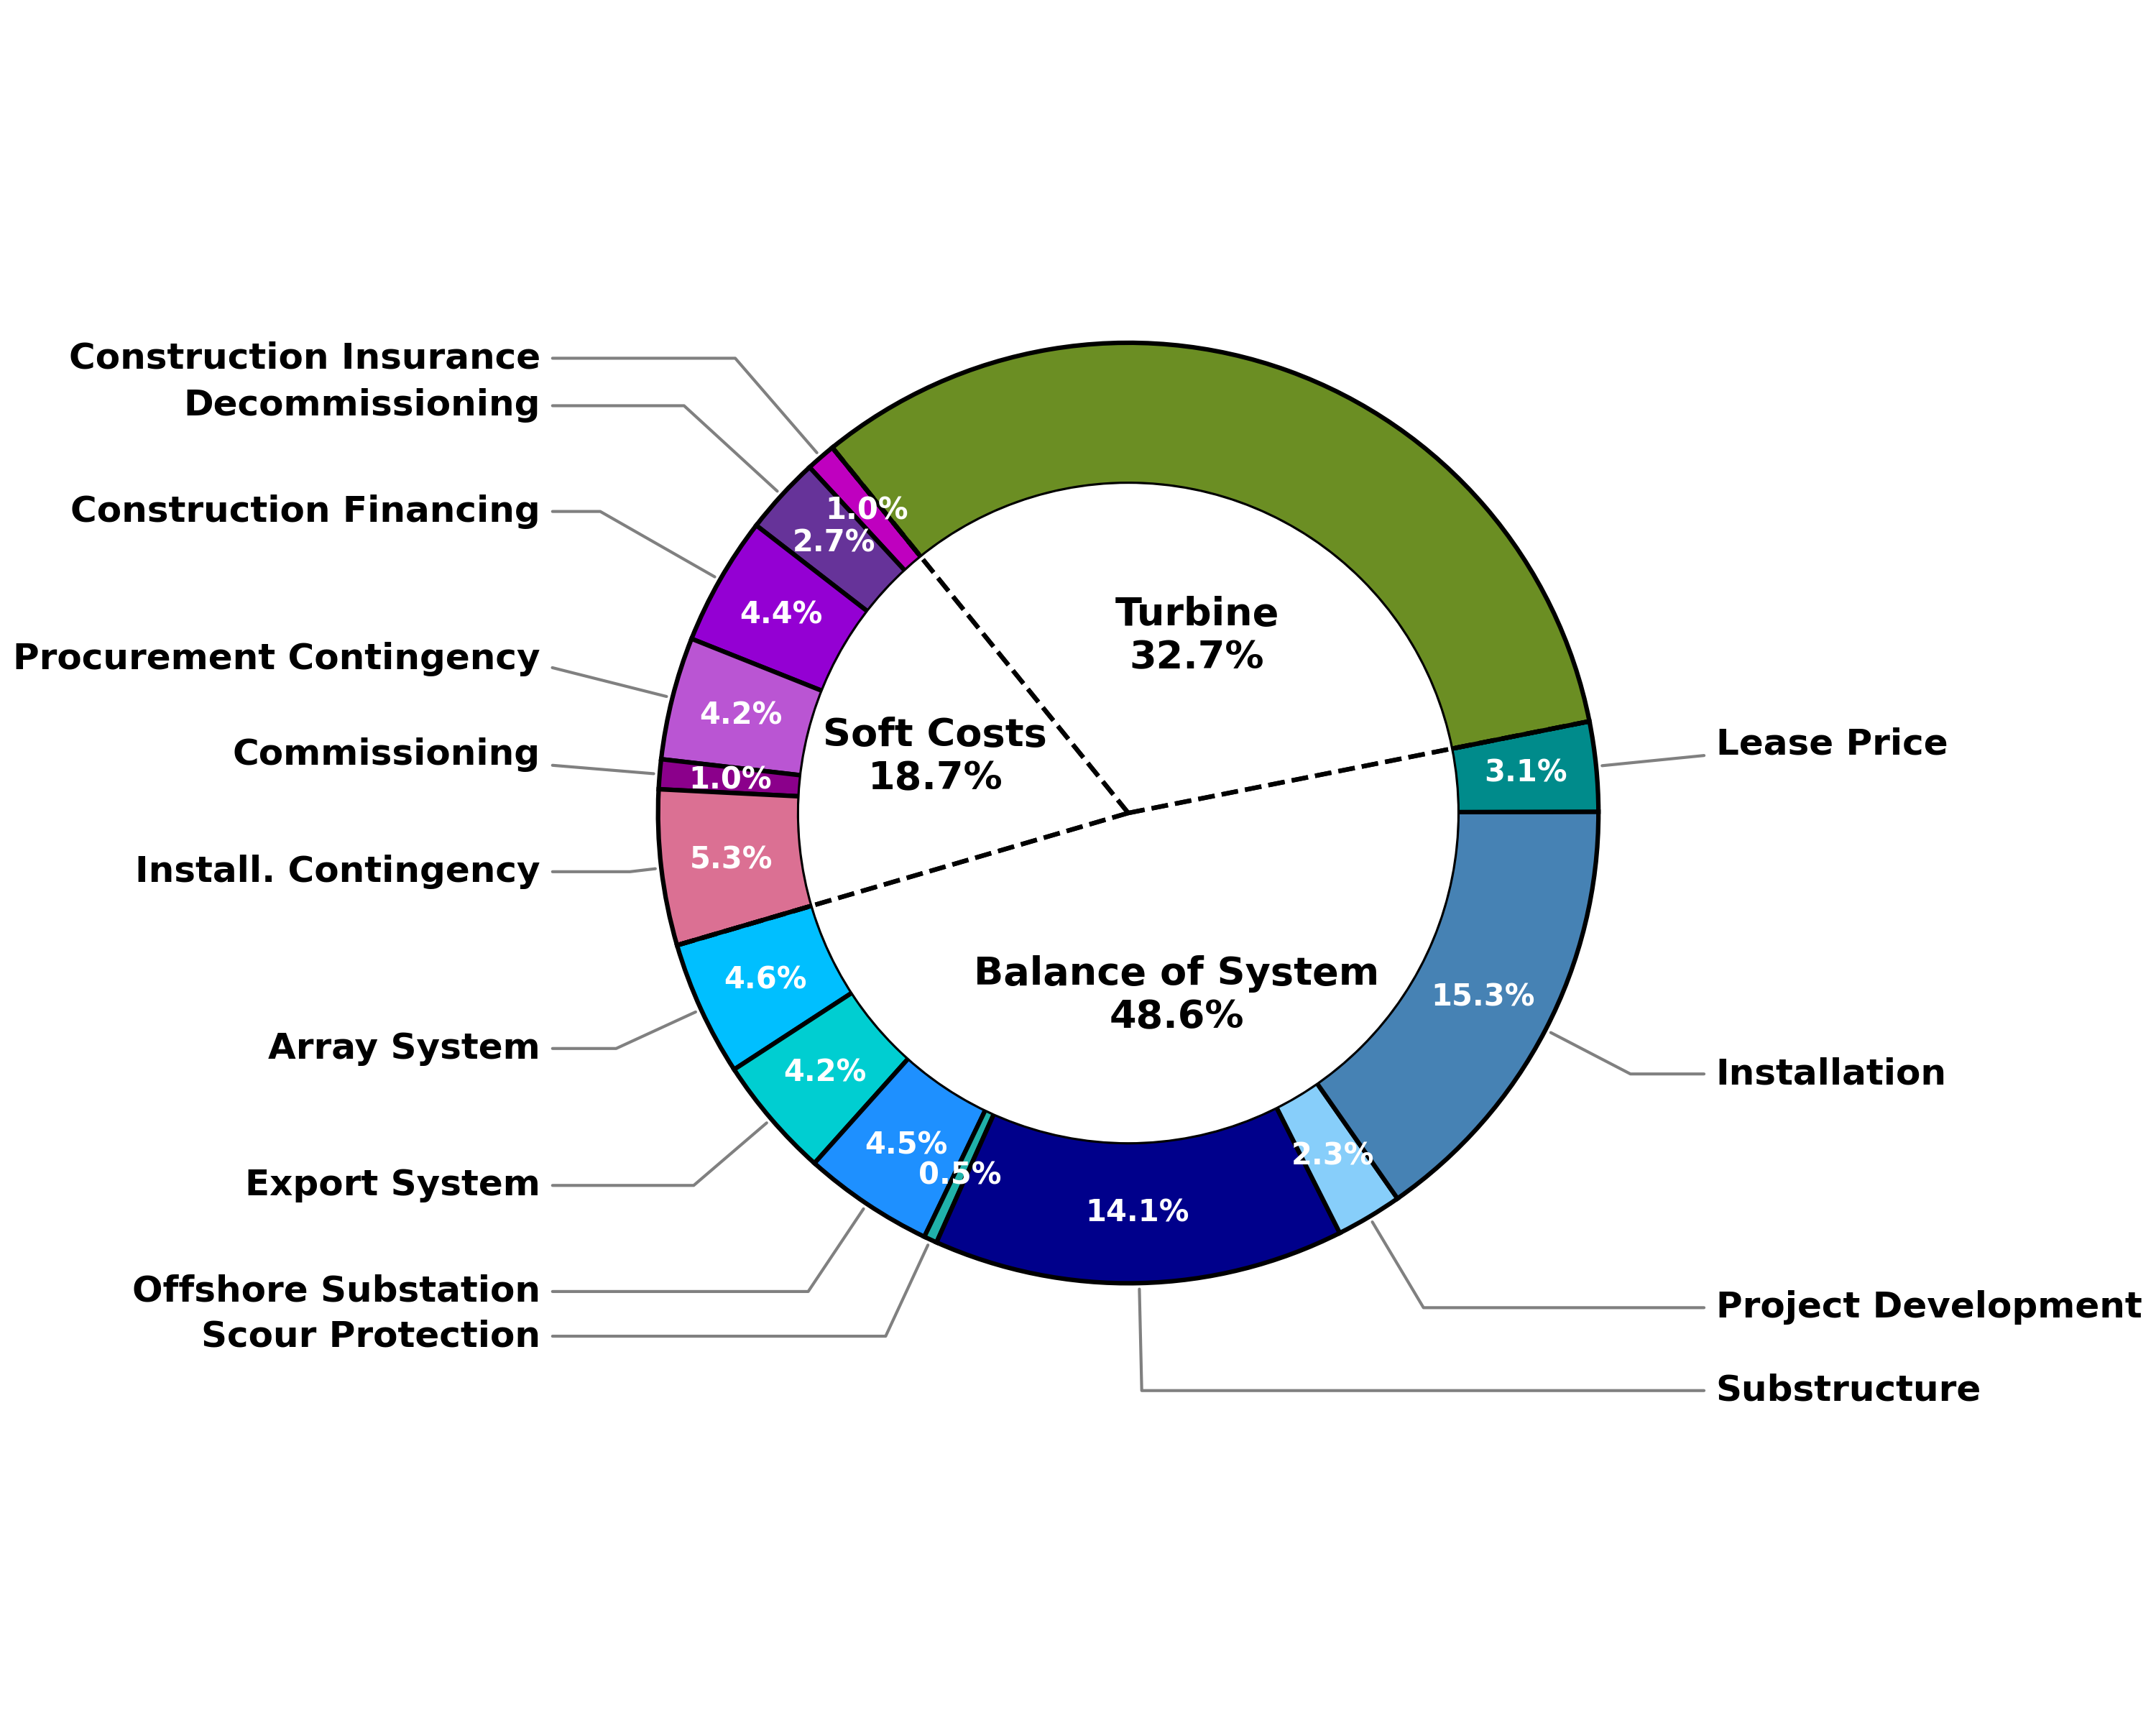 Construction Insurance
Decommissioning
Construction Financing
Procurement Contingency
Commissioning
Install. Contingency
Array System
Export System
Offshore Substation
Scour Protection
1.0%
2.7%
4.4%
4.2%
1.0%
5.3%
4.6%
4.2%
4.5%
0.5%
14.1%
2.3%
15.3%
3.1%
Turbine
32.7%
Soft Costs
18.7%
Balance of System
48.6%
Lease Price
Installation
Project Development
Substructure